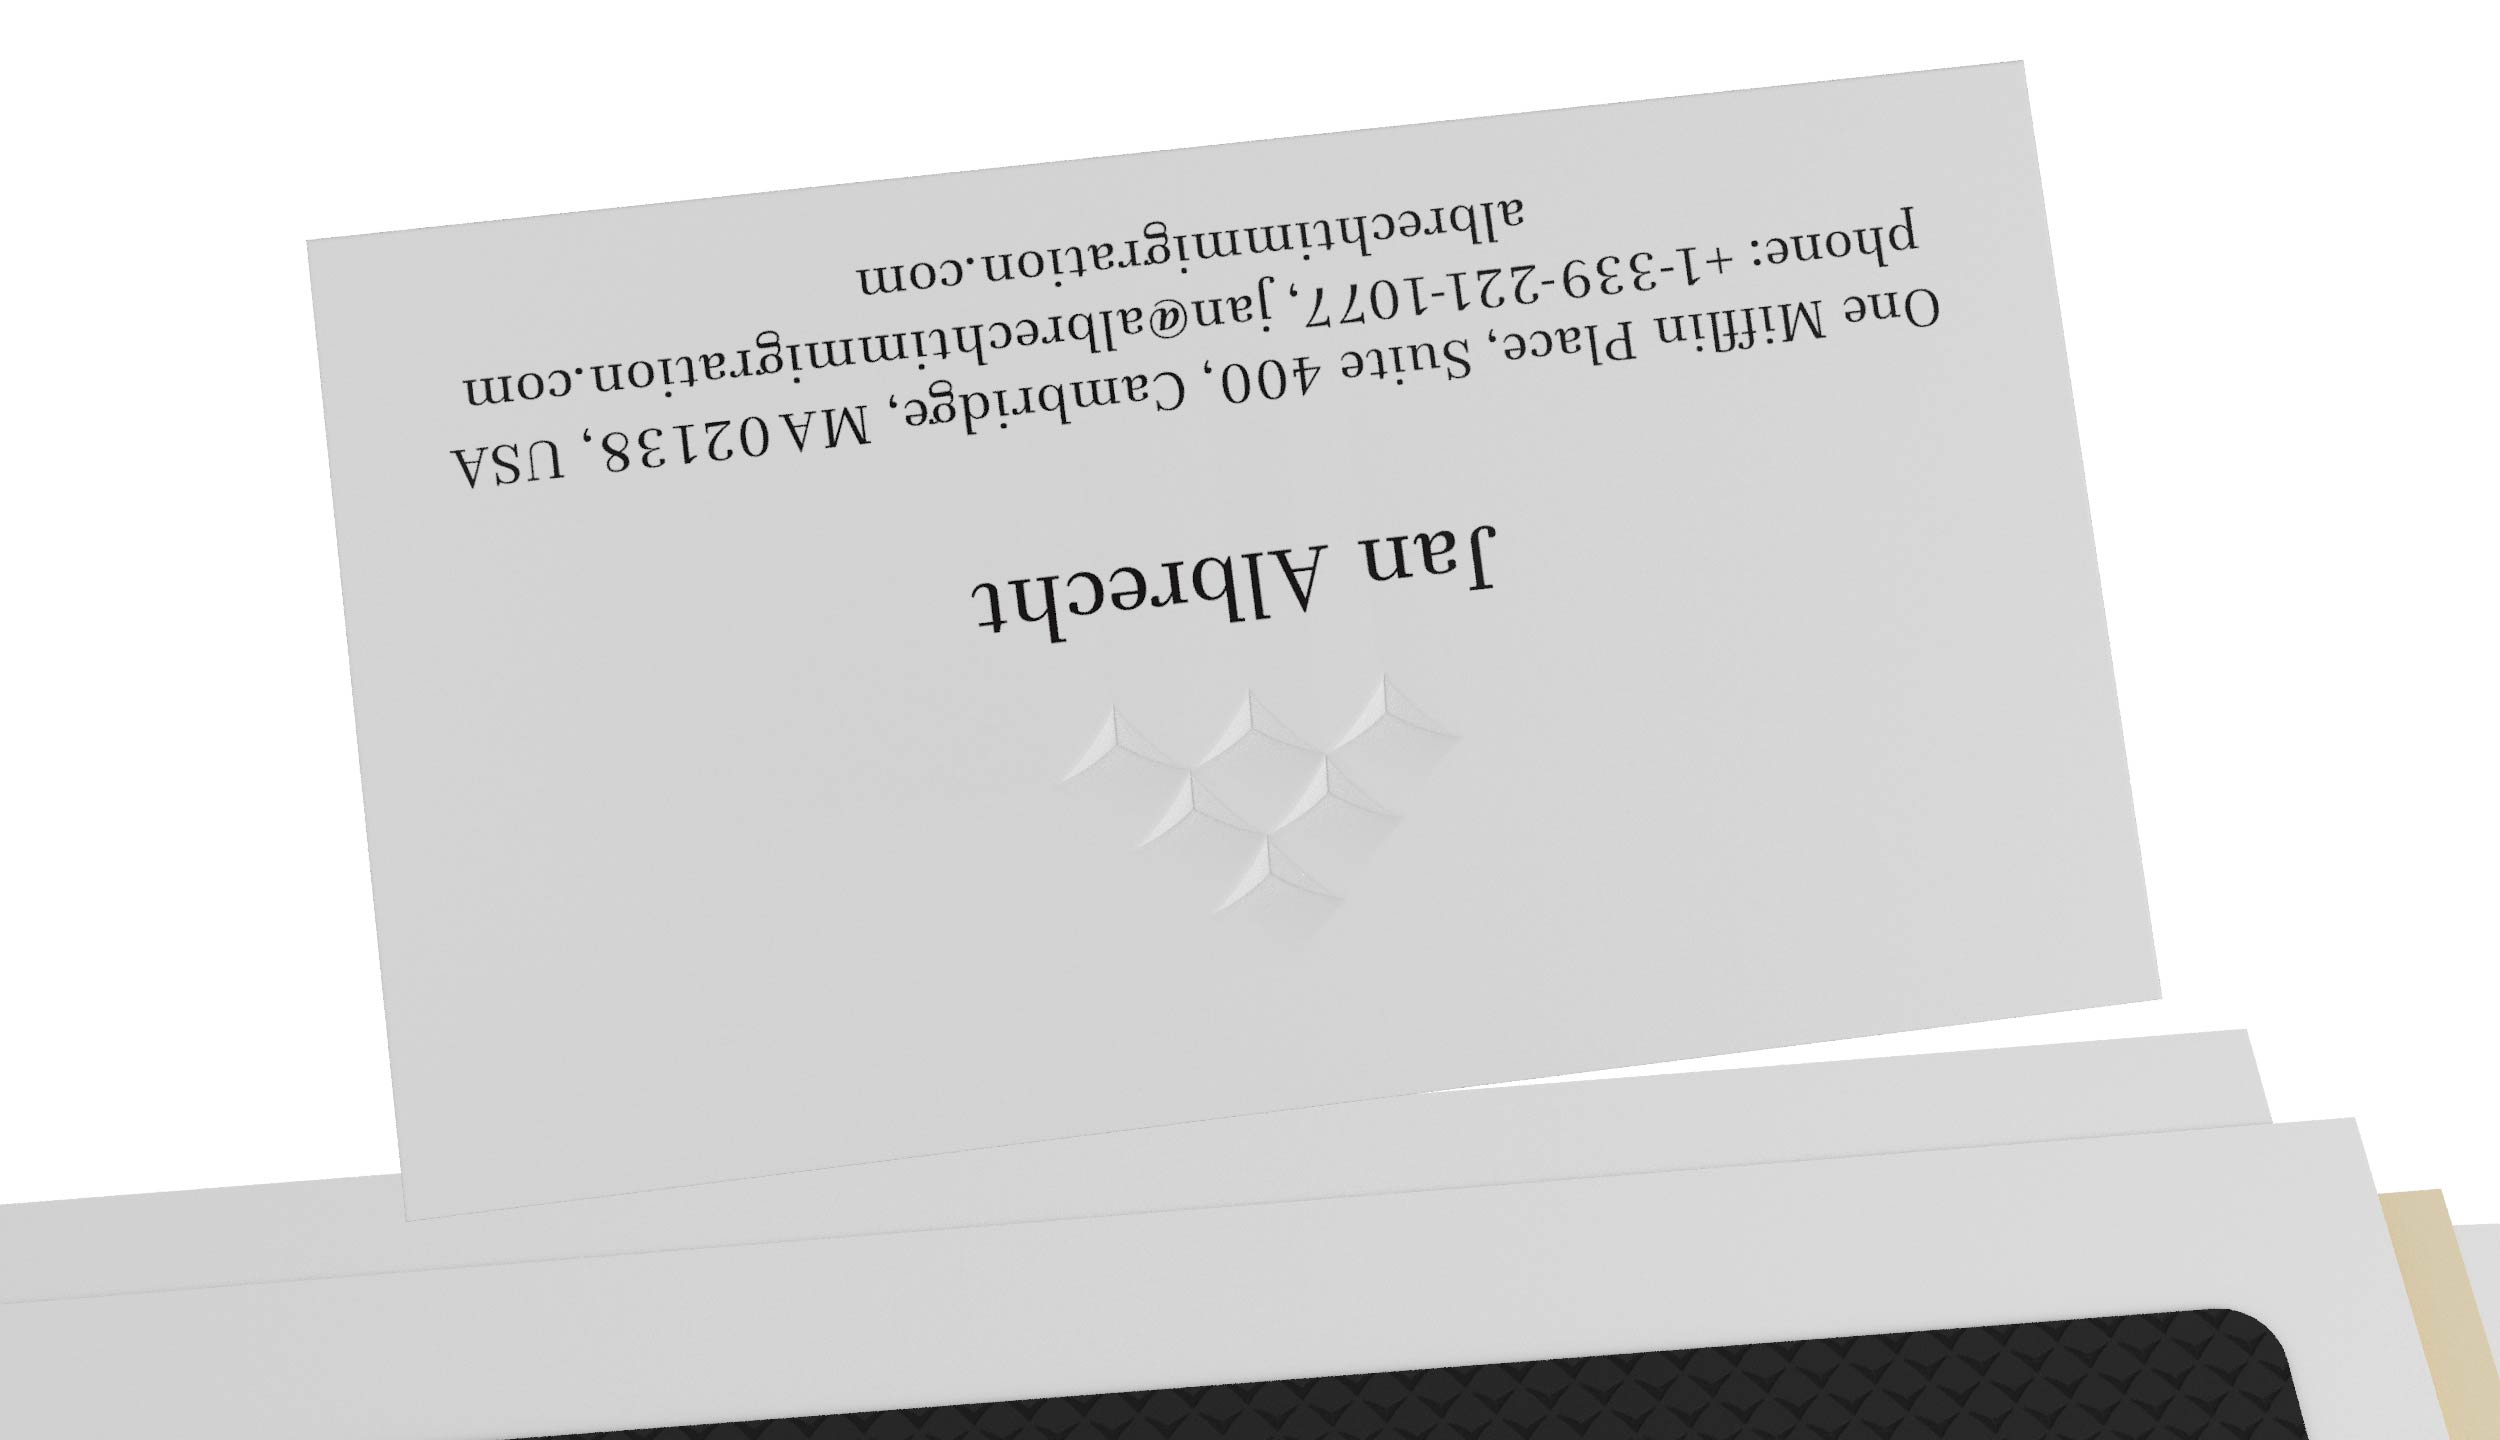 Jan Albrecht
One Mifflin Place, Suite 400, Cambridge, MA 02138, USA
phone: +1-339-221-1077, jan@albrechtimmigration.com
albrechtimmigration.com